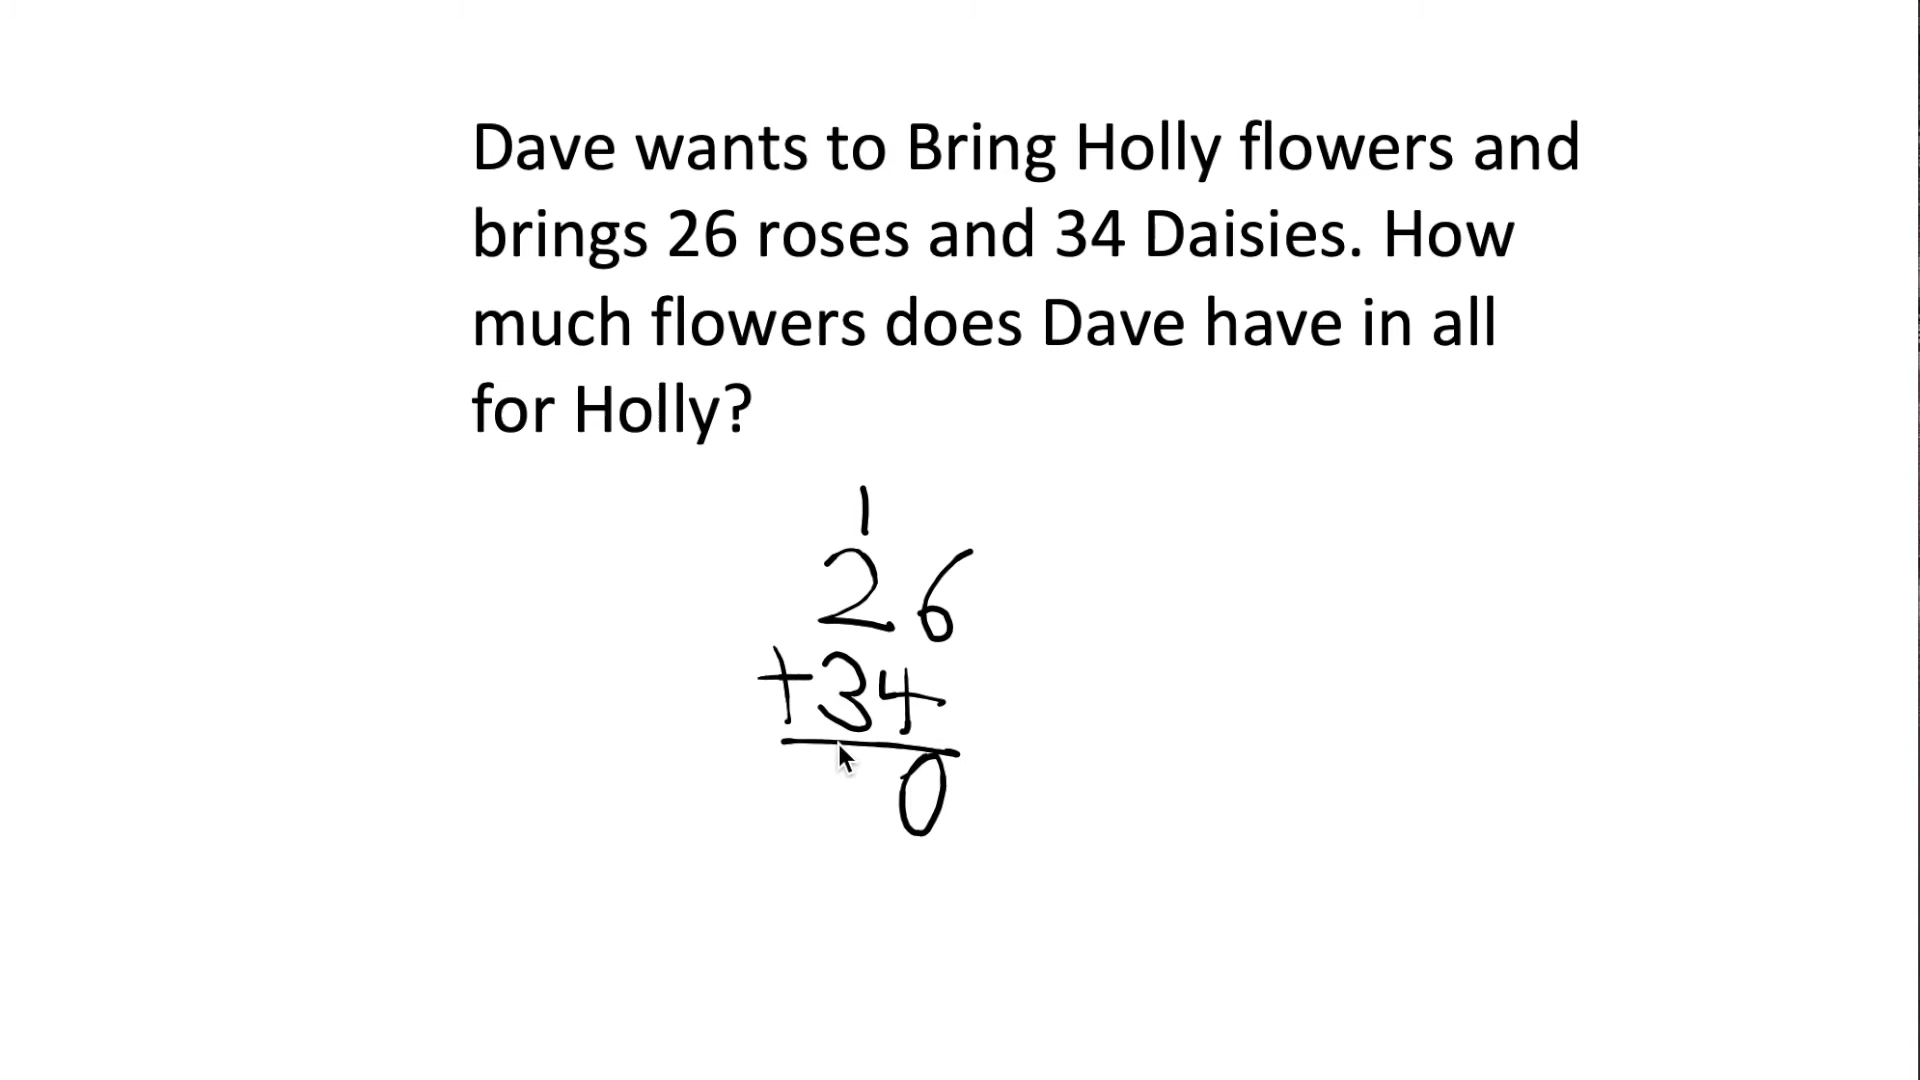 Dave wants to Bring Holly flowers and
brings 26 roses and 34 Daisies. How
much flowers does Dave have in all
for Holly?
1
26
+34
0